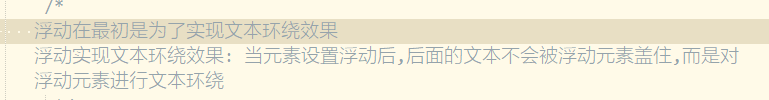 /*
浮动在最初是为了实现文本环绕效果
浮动实现文本环绕效果: 当元素设置浮动后,后面的文本不会被浮动元素盖住,而是对
浮动元素进行文本环绕